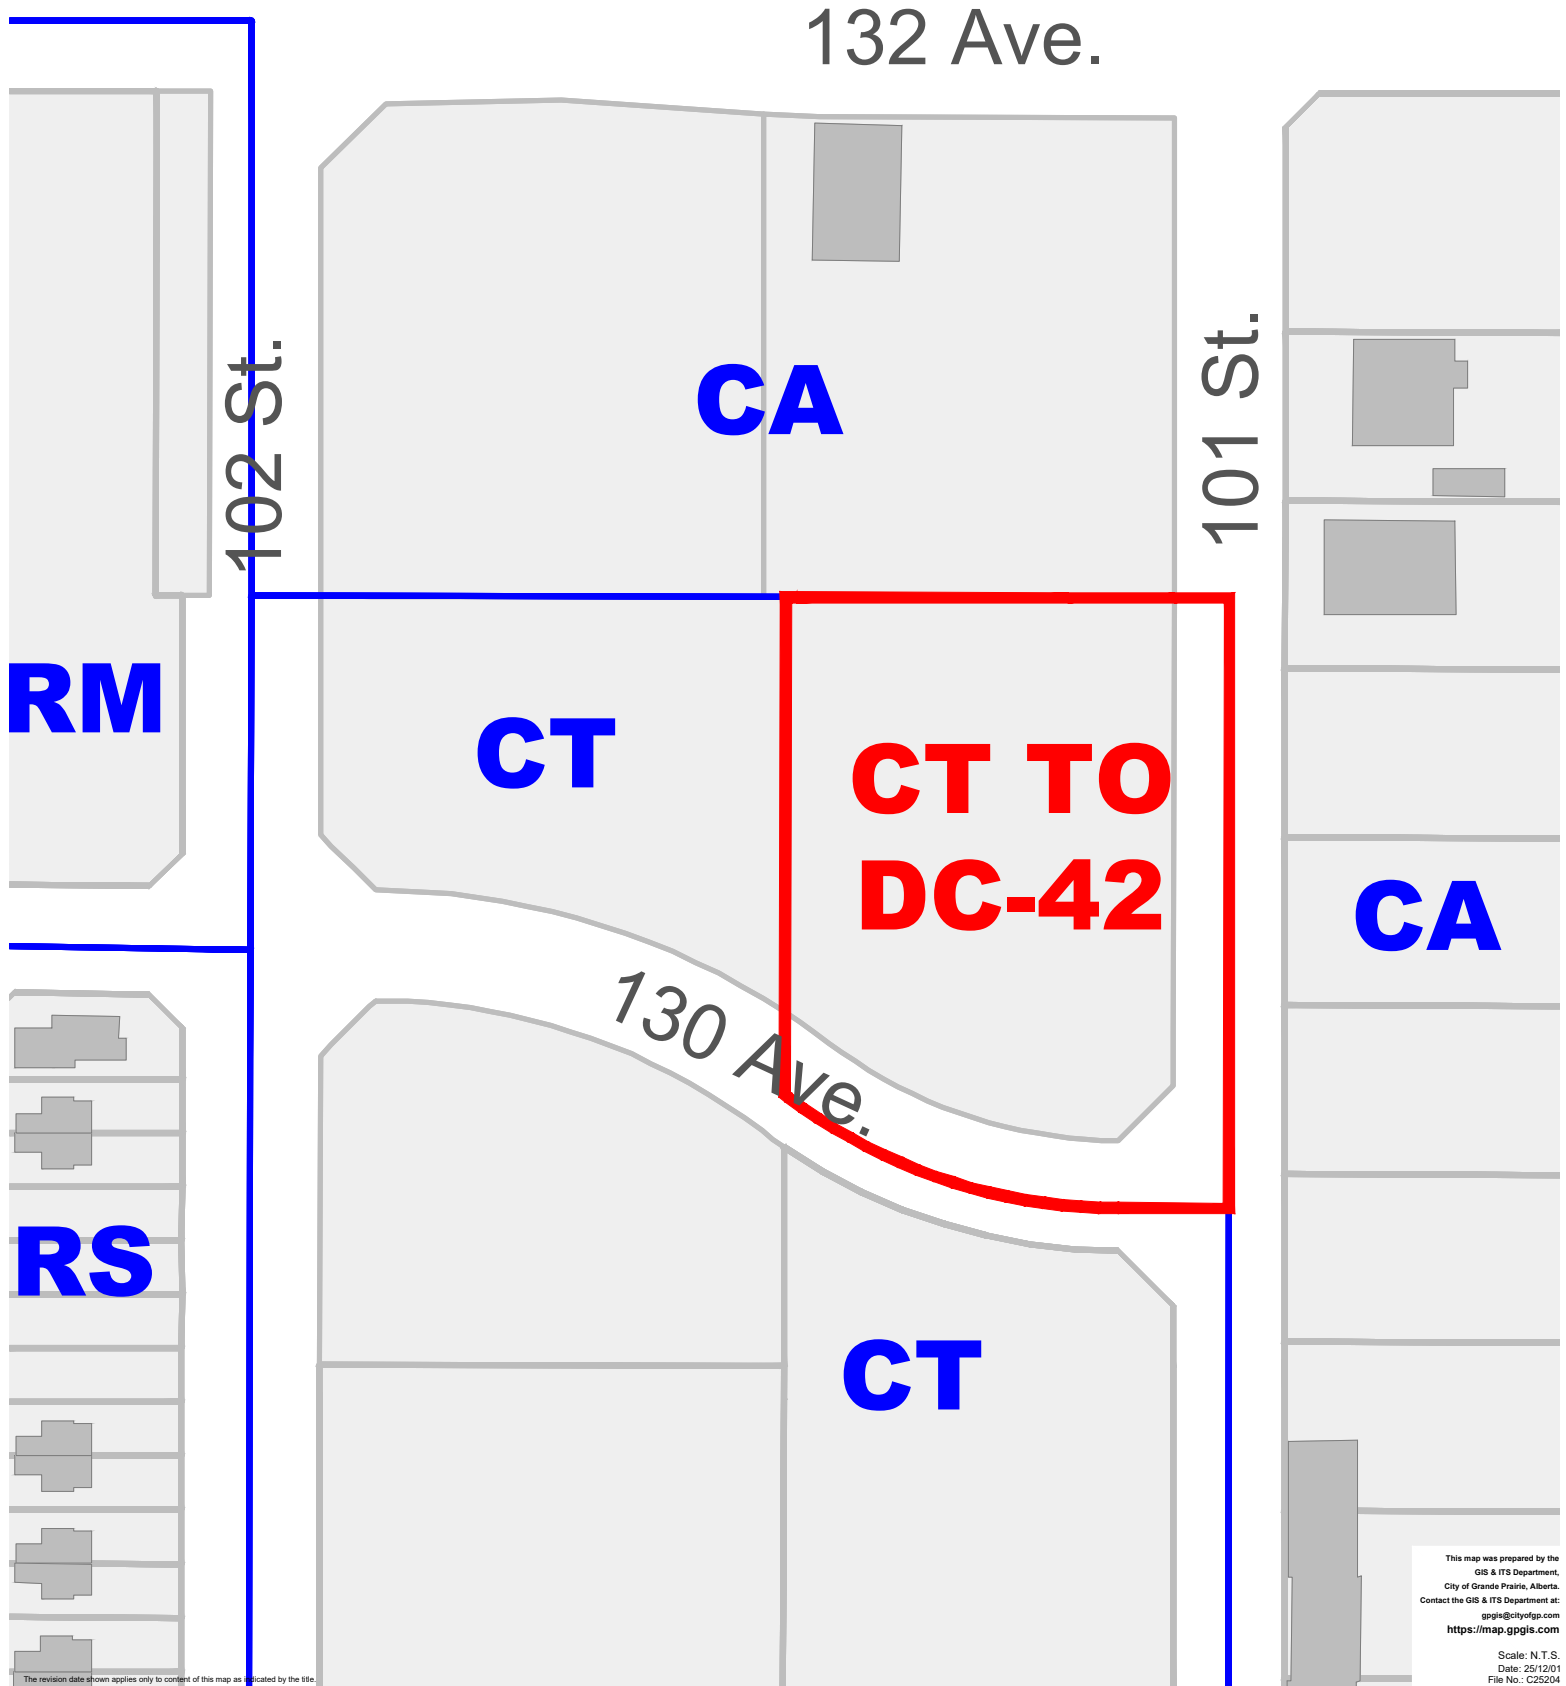 132 Ave.
102 St.
CA
101 St.
RM
CT
CT TO
DC-42
CA
130 Ave.
RS
CT
This map was prepared by the
GIS & ITS Department,
City of Grande Prairie, Alberta.
Contact the GIS & ITS Department at:
gpgis@cityofgp.com
https://map.gpgis.com
Scale: N.T.S.
Date: 25/12/01
File No.: C25204
The revision date shown applies only to content of this map as indicated by the title.